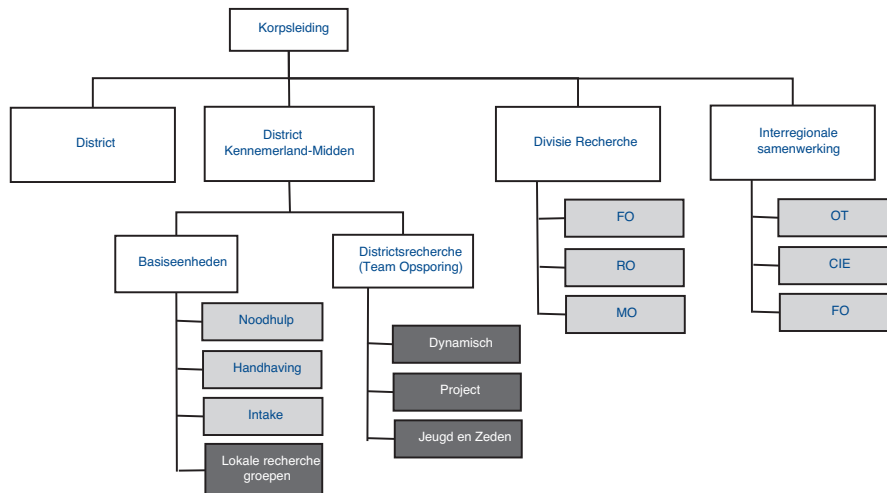 Korpsleiding
District
District
Kennemerland-Midden
Divisie Recherche
Interregionale
samenwerking
Basiseenheden
Districtsrecherche
(Team Opsporing)
FO
RO
MO
OT
CIE
FO
Noodhulp
Handhaving
Intake
Lokale recherche
groepen
Dynamisch
Project
Jeugd en Zeden